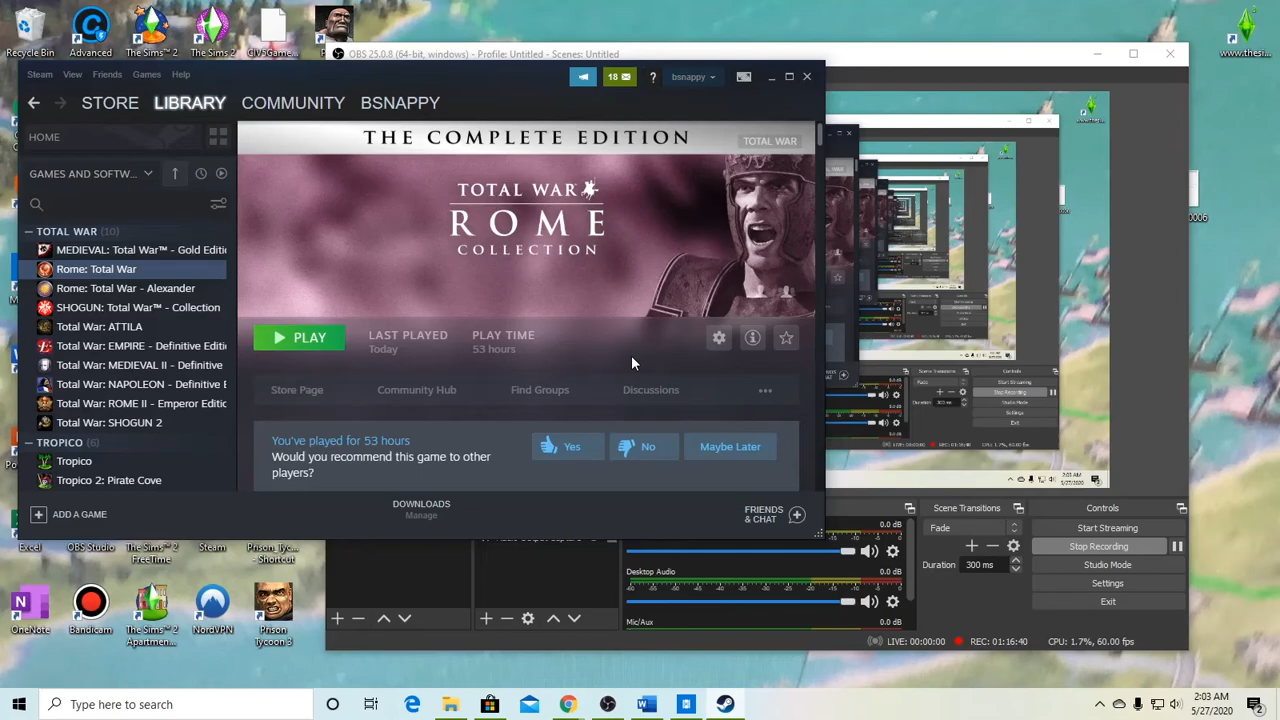 Recycle Bin
Advanced
The Sims™ 2
The Sims 2
CIV5Game...
www.thesi...
OBS 25.0.8 (64-bit, windows) - Profile: Untitled - Scenes: Untitled
Steam View Friends Games Help
18
?
bsnappy
STORE LIBRARY COMMUNITY BSNAPPY
HOME
THE COMPLETE EDITION
TOTAL WAR
GAMES AND SOFTW...
TOTAL WAR
ROME
COLLECTION
TOTAL WAR (10)
MEDIEVAL: Total War™ - Gold Editi
Rome: Total War
Rome: Total War - Alexander
SHOGUN: Total War™ - Collection
Total War: ATTILA
Total War: EMPIRE - Definitive Edit
Total War: MEDIEVAL II - Definitive
Total War: NAPOLEON - Definitive E
Total War: ROME II - Emperor Edition
Total War: SHOGUN 2
TROPICO (6)
Tropico
Tropico 2: Pirate Cove
PLAY
LAST PLAYED
Today
PLAY TIME
53 hours
Store Page
Community Hub
Find Groups
Discussions
You've played for 53 hours
Would you recommend this game to other
players?
Yes
No
Maybe Later
0006
ADD A GAME
DOWNLOADS
Manage
FRIENDS
& CHAT
Excel
OBS Studio
The Sims™ 2
FreeTime
Steam
Prison_Tyc...
- Shortcut
0.0 dB
Desktop Audio
0.0 dB
Mic/Aux
0.0 dB
Scene Transitions
Fade
Duration 300 ms
Controls
Start Streaming
Stop Recording
Studio Mode
Settings
Exit
OneNote
Bandicam
The Sims™ 2
Apartmen...
NordVPN
Prison
Tycoon 3
LIVE: 00:00:00
REC: 01:16:40
CPU: 1.7%, 60.00 fps
Type here to search
2:03 AM
5/27/2020
2